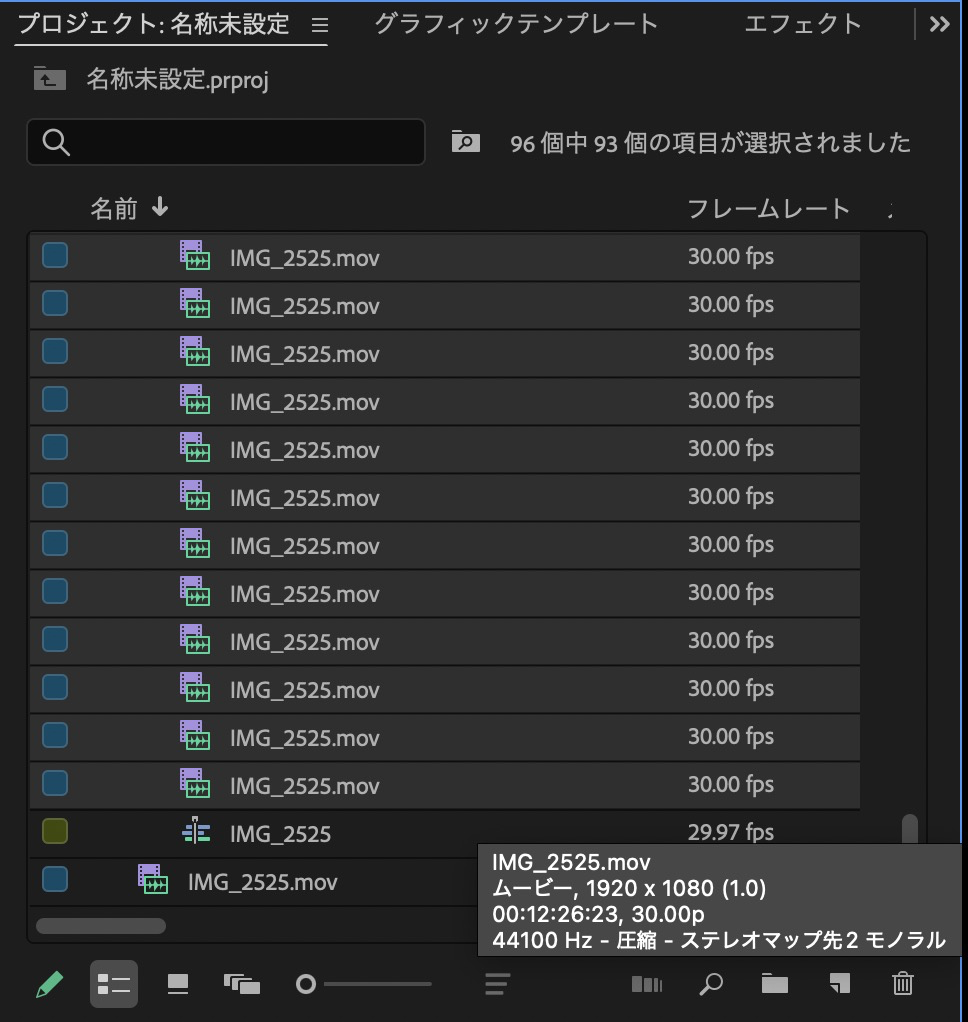 プロジェクト: 名称未設定
グラフィックテンプレート
エフェクト
名称未設定.prproj
96 個中 93 個の項目が選択されました
名前
フレームレート
IMG_2525.mov 30.00 fps
IMG_2525.mov 30.00 fps
IMG_2525.mov 30.00 fps
IMG_2525.mov 30.00 fps
IMG_2525.mov 30.00 fps
IMG_2525.mov 30.00 fps
IMG_2525.mov 30.00 fps
IMG_2525.mov 30.00 fps
IMG_2525.mov 30.00 fps
IMG_2525.mov 30.00 fps
IMG_2525.mov 30.00 fps
IMG_2525.mov 30.00 fps
IMG_2525 29.97 fps
IMG_2525.mov
IMG_2525.mov
ムービー, 1920 x 1080 (1.0)
00:12:26:23, 30.00p
44100 Hz - 圧縮 - ステレオマップ先2 モノラル